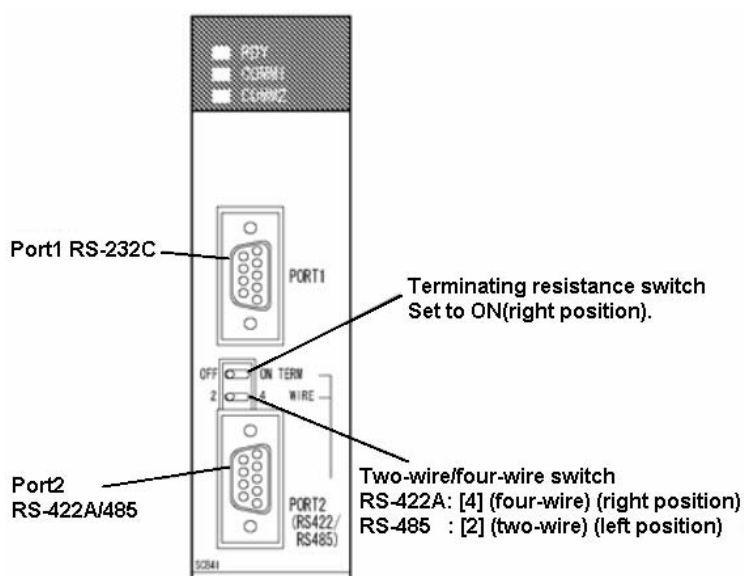 RDY
COMM1
COMM2
Port1 RS-232C
PORT1
Terminating resistance switch
Set to ON(right position).
OFF ON TERM
2 4 WIRE
Port2
RS-422A/485
Two-wire/four-wire switch
RS-422A: [4] (four-wire) (right position)
RS-485 : [2] (two-wire) (left position)
PORT2
(RS422/
RS485)
SCB41